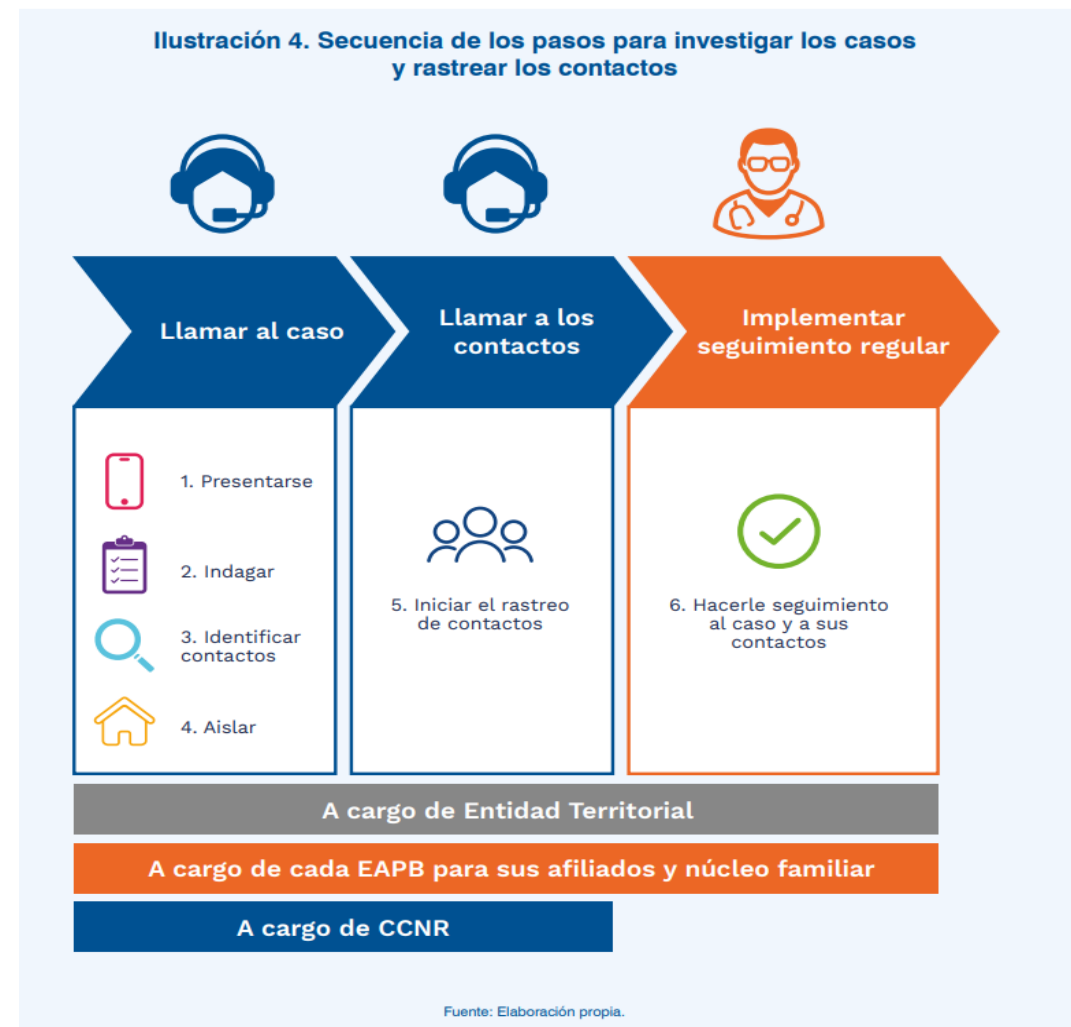 Ilustración 4. Secuencia de los pasos para investigar los casos
y rastrear los contactos
Llamar al caso
Llamar a los
contactos
Implementar
seguimiento regular
1. Presentarse
2. Indagar
3. Identificar
contactos
4. Aislar
5. Iniciar el rastreo
de contactos
6. Hacerle seguimiento
al caso y a sus
contactos
A cargo de Entidad Territorial
A cargo de cada EAPB para sus afiliados y núcleo familiar
A cargo de CCNR
Fuente: Elaboración propia.